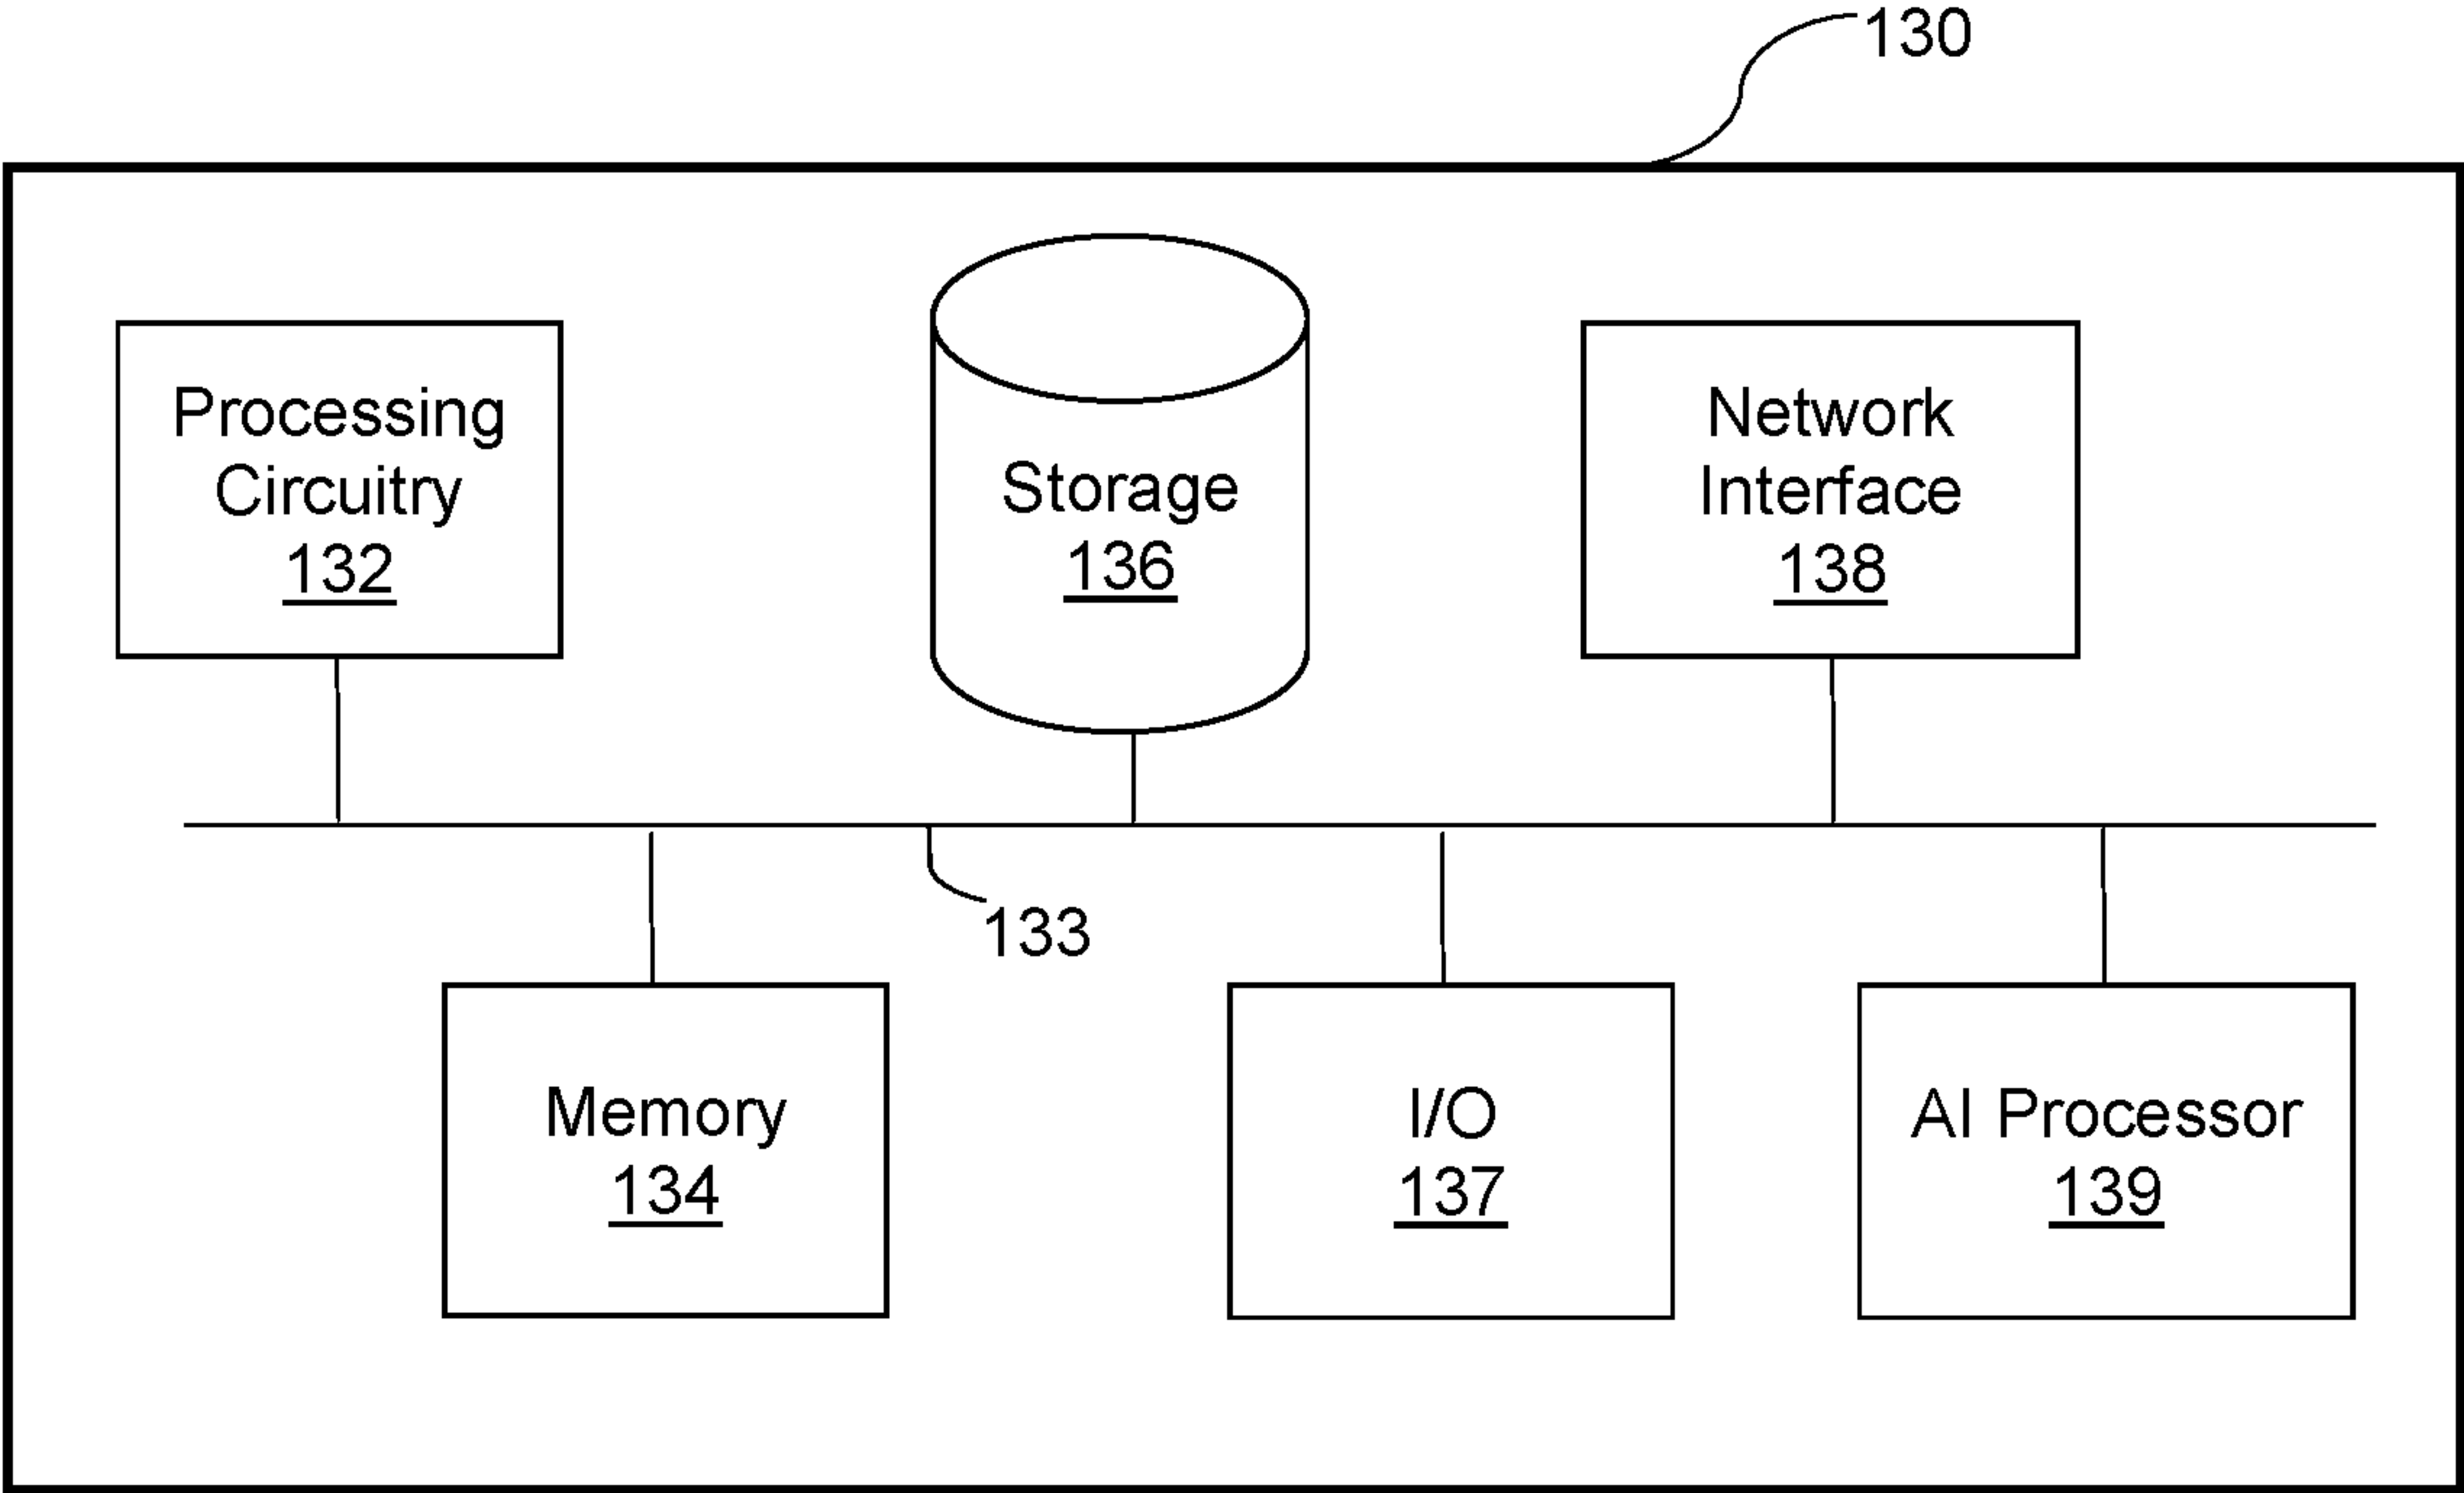 130
Processing
Circuitry
132
Storage
136
Network
Interface
138
133
Memory
134
I/O
137
AI Processor
139